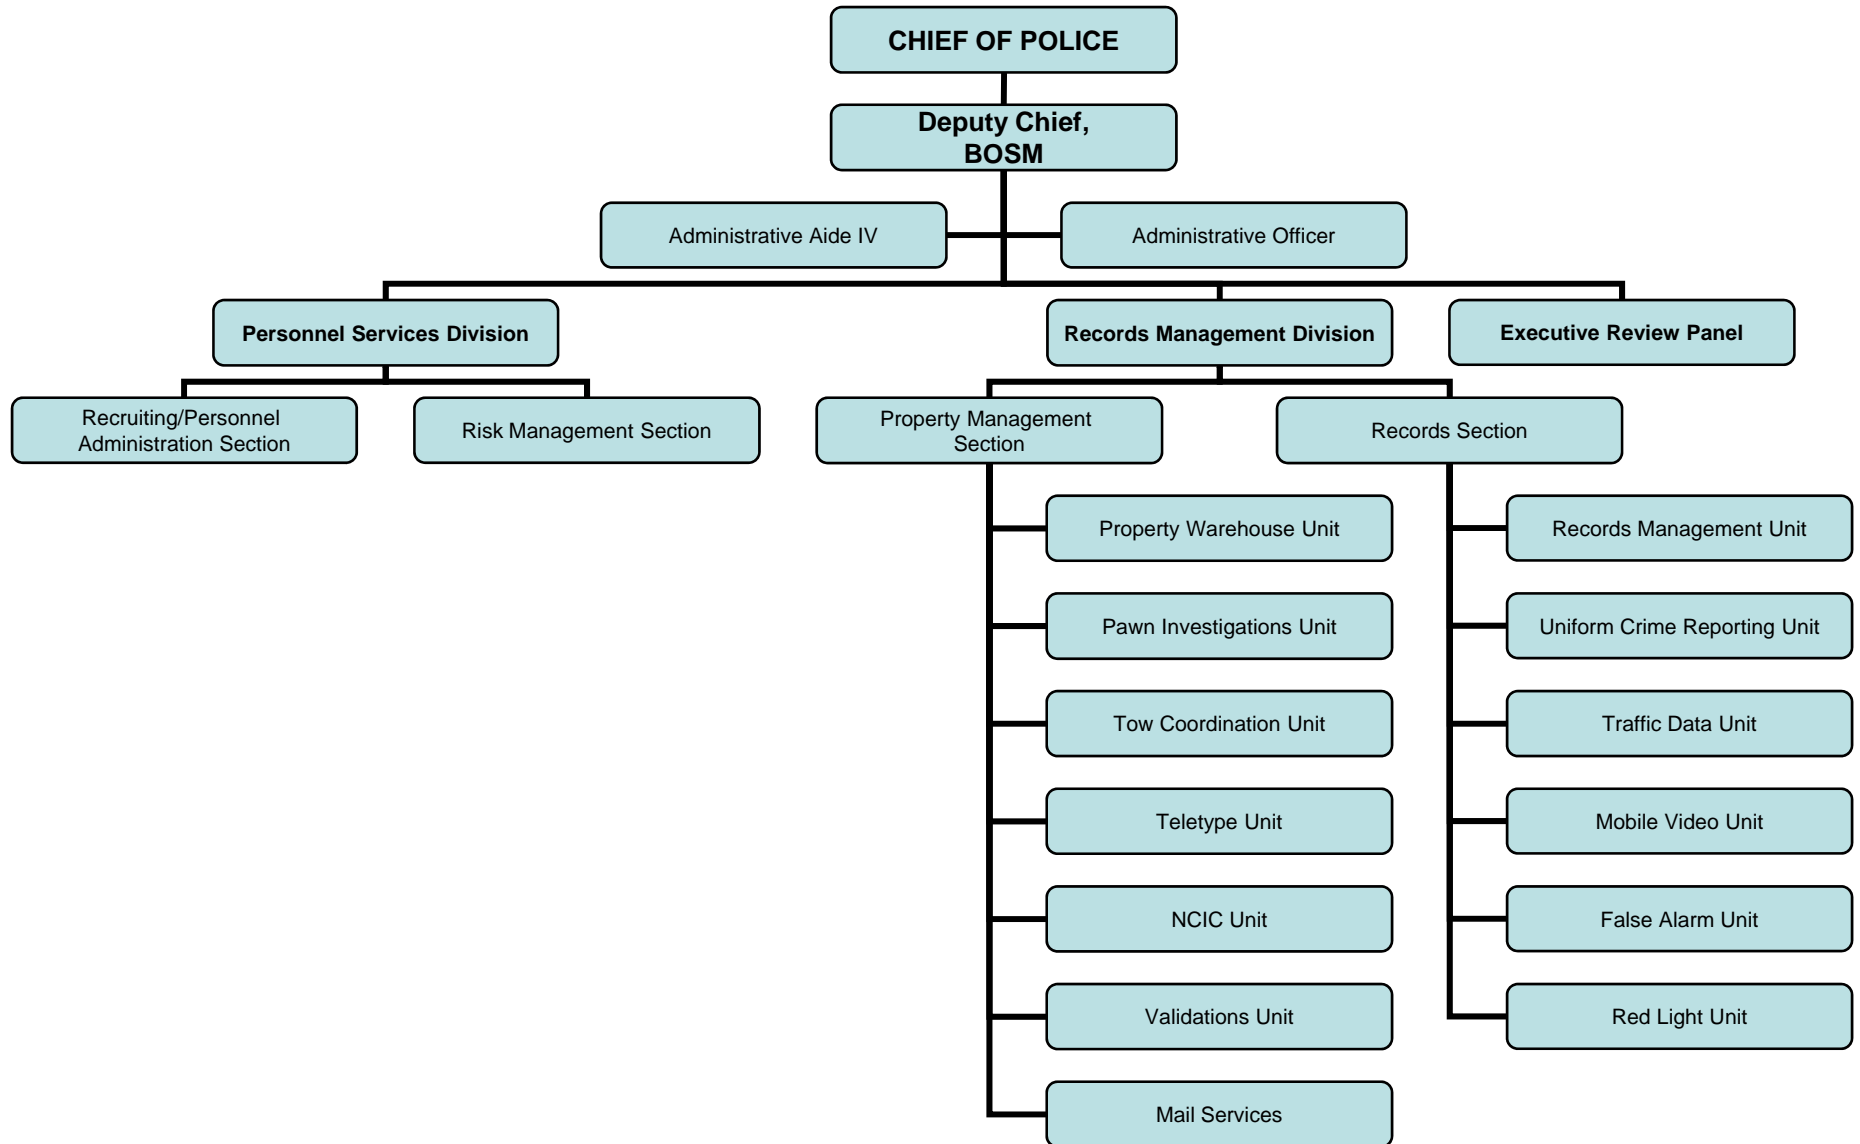 CHIEF OF POLICE
Deputy Chief,
BOSM
Administrative Aide IV
Administrative Officer
Personnel Services Division
Records Management Division
Executive Review Panel
Recruiting/Personnel
Administration Section
Risk Management Section
Property Management
Section
Records Section
Property Warehouse Unit
Records Management Unit
Pawn Investigations Unit
Uniform Crime Reporting Unit
Tow Coordination Unit
Traffic Data Unit
Teletype Unit
Mobile Video Unit
NCIC Unit
False Alarm Unit
Validations Unit
Red Light Unit
Mail Services